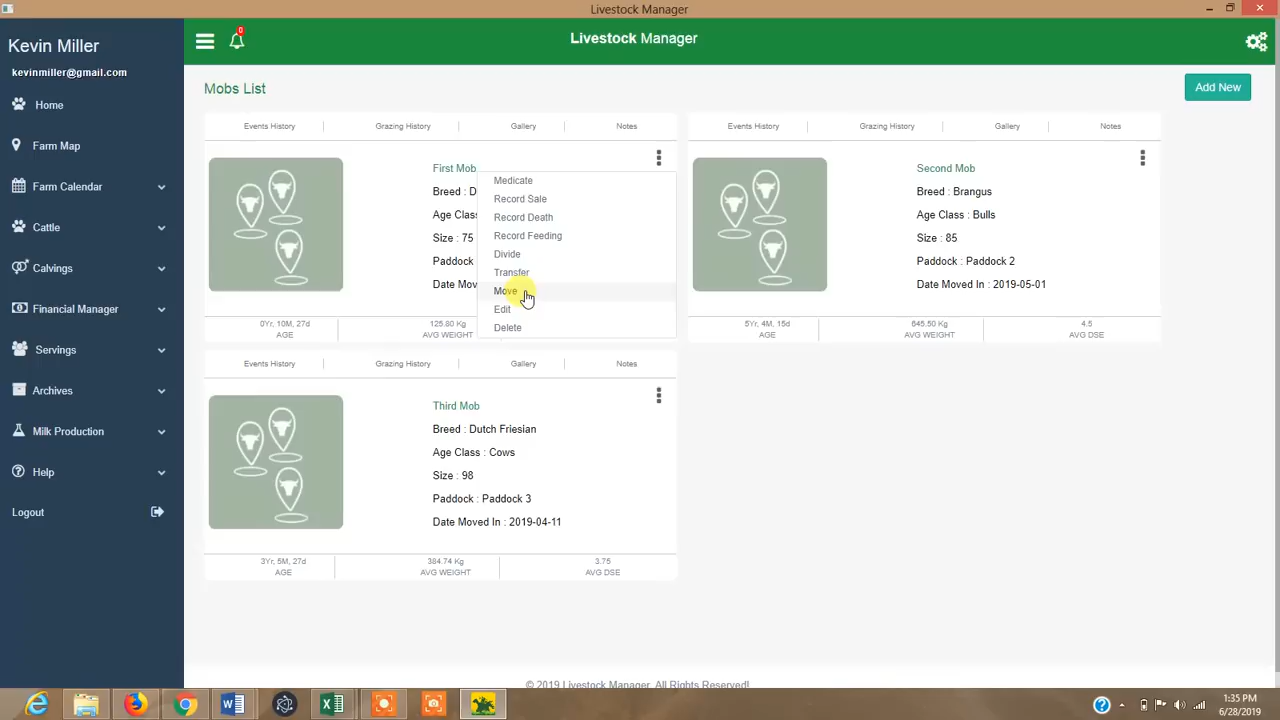 Livestock Manager
Kevin Miller
kevinmiller@gmail.com
Home
Farm Map
Farm Calendar
Cattle
Calvings
Financial Manager
Servings
Archives
Milk Production
Help
Logout
0
Livestock Manager
Mobs List
Add New
Events History
Grazing History
Gallery
Notes
First Mob
Breed : D
Age Class
Size : 75
Paddock
Date Mov
Medicate
Record Sale
Record Death
Record Feeding
Divide
Transfer
Move
Edit
Delete
0Yr, 10M, 27d
AGE
125.80 Kg
AVG WEIGHT
Events History
Grazing History
Gallery
Notes
Second Mob
Breed : Brangus
Age Class : Bulls
Size : 85
Paddock : Paddock 2
Date Moved In : 2019-05-01
5Yr, 4M, 15d
AGE
645.50 Kg
AVG WEIGHT
4.5
AVG DSE
Events History
Grazing History
Gallery
Notes
Third Mob
Breed : Dutch Friesian
Age Class : Cows
Size : 98
Paddock : Paddock 3
Date Moved In : 2019-04-11
3Yr, 5M, 27d
AGE
384.74 Kg
AVG WEIGHT
3.75
AVG DSE
© 2019 Livestock Manager. All Rights Reserved!
1:35 PM
6/28/2019